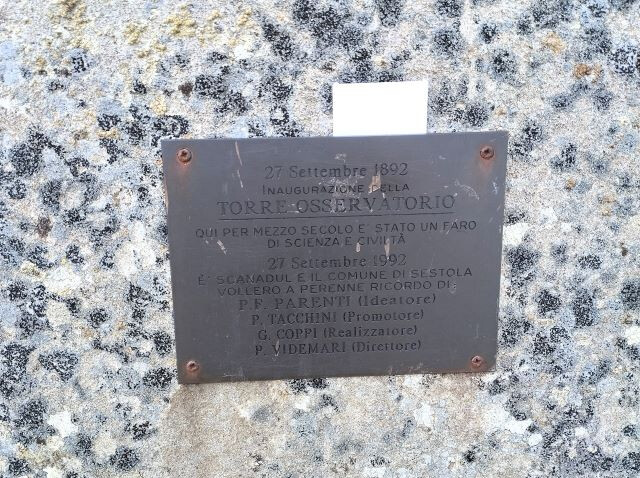 27 Settembre 1892
INAUGURAZIONE DELLA
TORRE OSSERVATORIO
QUI PER MEZZO SECOLO E' STATO UN FARO
DI SCIENZA E CIVILTÀ
27 Settembre 1992
E' SCANADUL E IL COMUNE DI SESTOLA
VOLLERO A PERENNE RICORDO DI:
P.F. PARENTI (Ideatore)
P. TACCHINI (Promotore)
G. COPPI (Realizzatore)
P. VIDEMARI (Direttore)